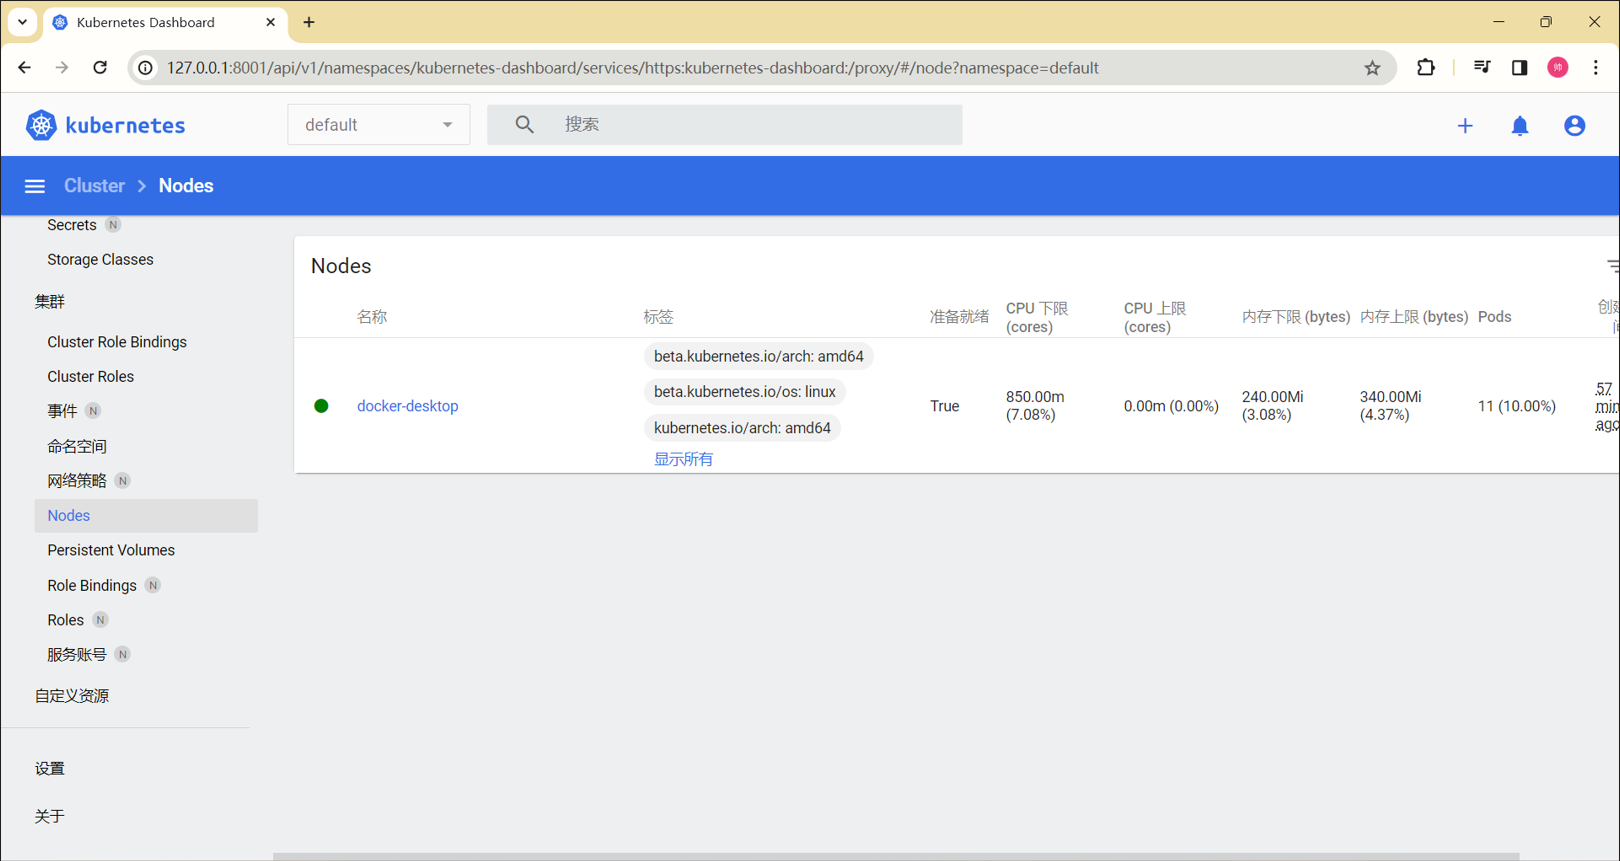 Kubernetes Dashboard
127.0.0.1:8001/api/v1/namespaces/kubernetes-dashboard/services/https:kubernetes-dashboard:/proxy/#/node?namespace=default
帅
kubernetes
default
搜索
Cluster > Nodes
Secrets N
Storage Classes
集群
Cluster Role Bindings
Cluster Roles
事件 N
命名空间
网络策略 N
Nodes
Persistent Volumes
Role Bindings N
Roles N
服务账号 N
自定义资源
设置
关于
Nodes
名称
标签
准备就绪
CPU 下限
(cores)
CPU 上限
(cores)
内存下限 (bytes)
内存上限 (bytes)
Pods
创建
docker-desktop
beta.kubernetes.io/arch: amd64
beta.kubernetes.io/os: linux
kubernetes.io/arch: amd64
显示所有
True
850.00m
(7.08%)
0.00m (0.00%)
240.00Mi
(3.08%)
340.00Mi
(4.37%)
11 (10.00%)
57
min
ago